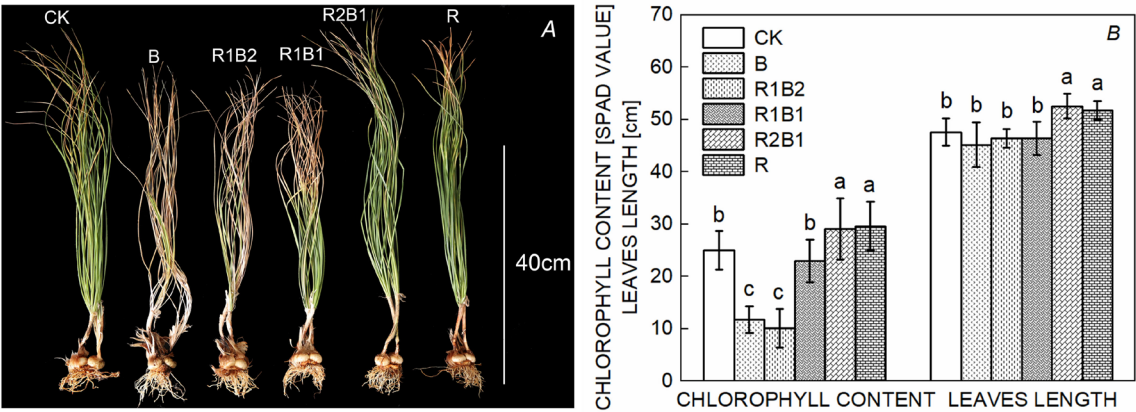 CK
B
R1B2
R1B1
R2B1
R
A
40cm
CHLOROPHYLL CONTENT [SPAD VALUE]
LEAVES LENGTH [cm]
70
60
50
40
30
20
10
0
B
CK
B
R1B2
R1B1
R2B1
R
b
c
c
b
a
a
b
b
b
b
a
a
CHLOROPHYLL CONTENT
LEAVES LENGTH